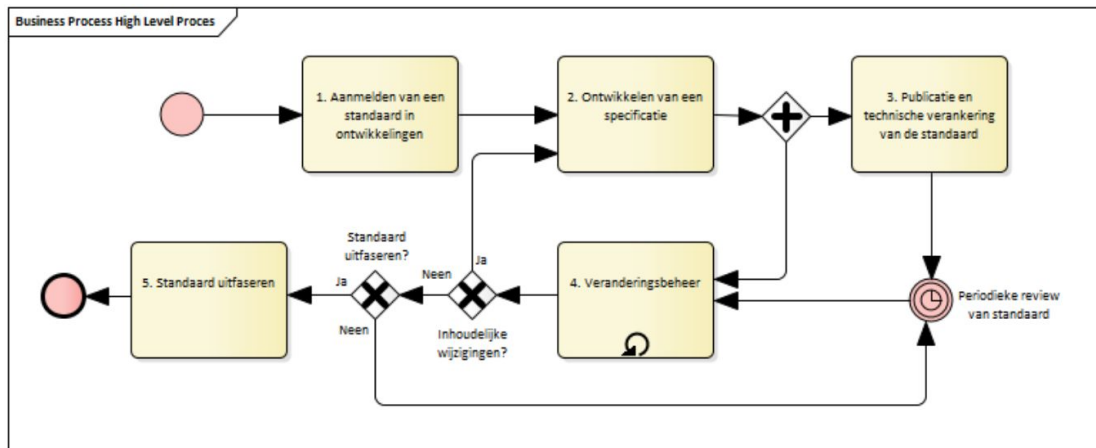 Business Process High Level Proces
1. Aanmelden van een
standaard in
ontwikkelingen
2. Ontwikkelen van een
specificatie
3. Publicatie en
technische verankering
van de standaard
Standaard
uitfaseren?
5. Standaard uitfaseren
Ja
Neen
Neen
Ja
Inhoudelijke
wijzigingen?
4. Veranderingsbeheer
Periodieke review
van standaard